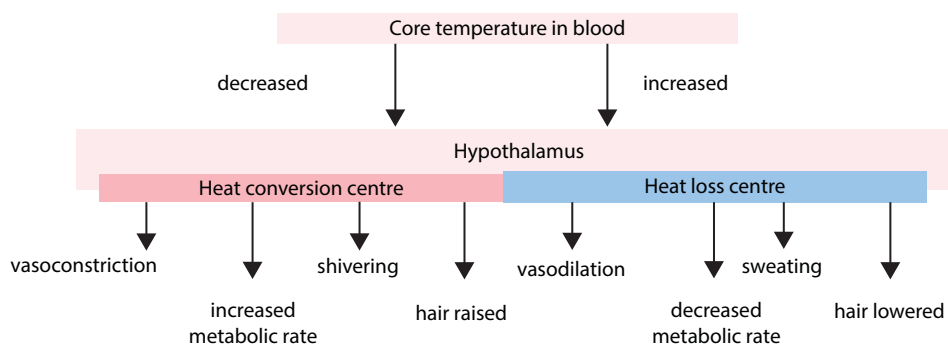 Core temperature in blood
decreased
increased
Hypothalamus
Heat conversion centre
Heat loss centre
vasoconstriction
shivering
vasodilation
sweating
increased
metabolic rate
hair raised
decreased
metabolic rate
hair lowered